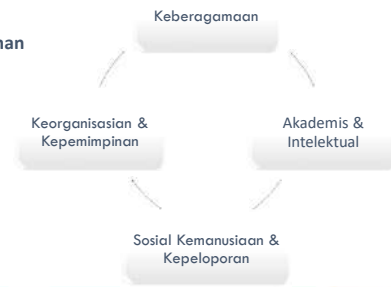 Keberagamaan
Keorganisasian &
Kepemimpinan
Akademis &
Intelektual
Sosial Kemanusiaan &
Kepeloporan